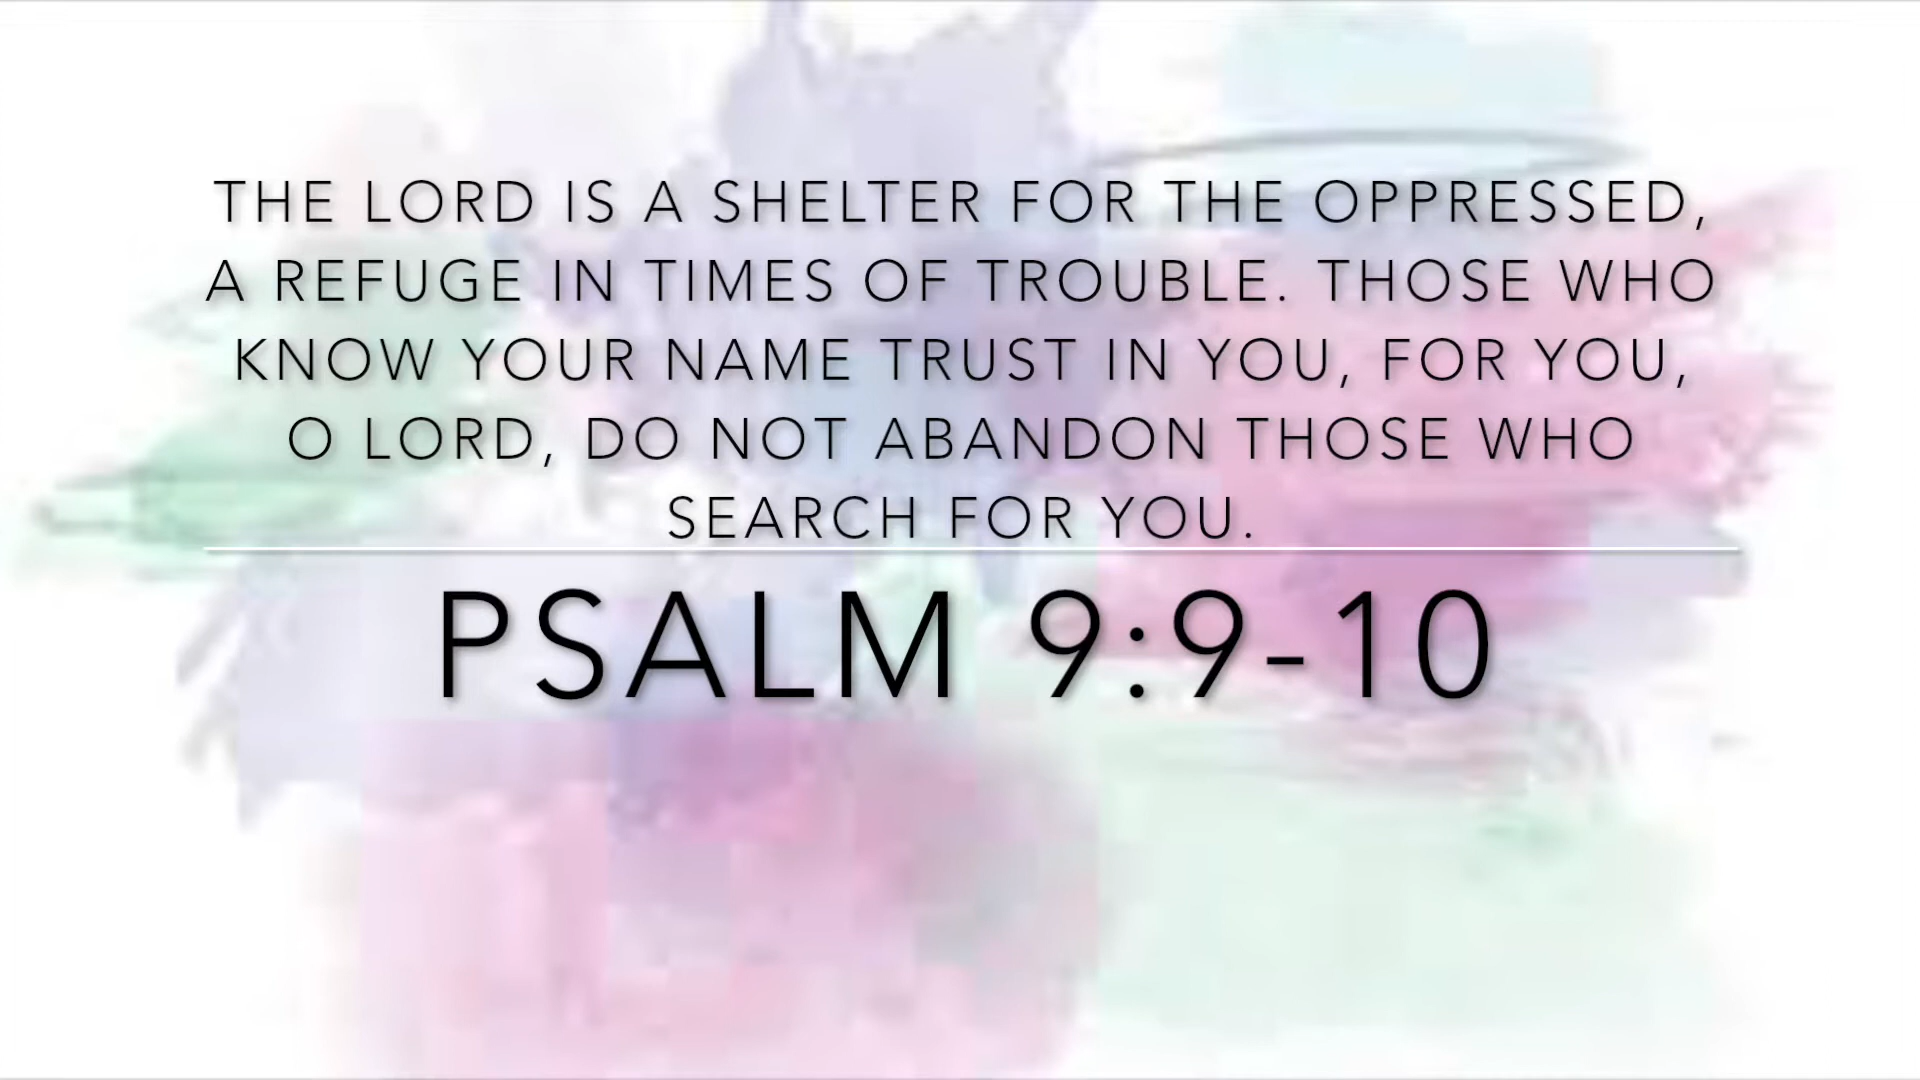 THE LORD IS A SHELTER FOR THE OPPRESSED,
A REFUGE IN TIMES OF TROUBLE. THOSE WHO
KNOW YOUR NAME TRUST IN YOU, FOR YOU,
O LORD, DO NOT ABANDON THOSE WHO
SEARCH FOR YOU.
PSALM 9:9-10